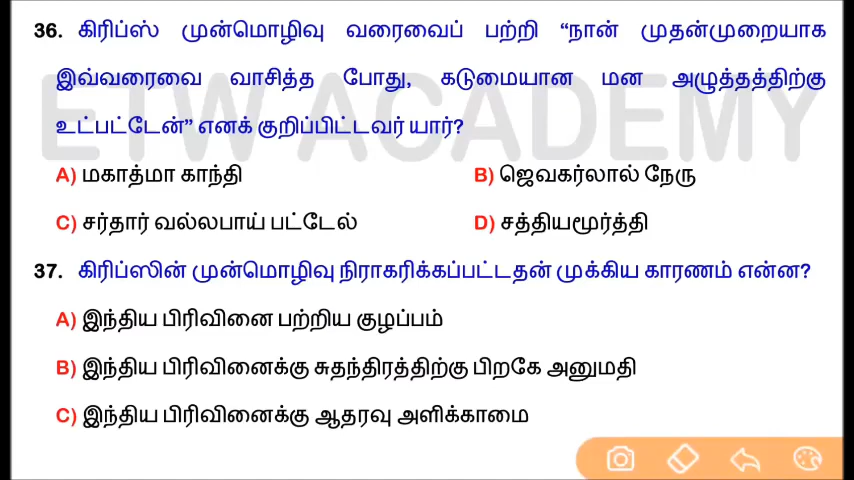 36. கிரிப்ஸ் முன்மொழிவு வரைவைப் பற்றி “நான் முதன்முறையாக
இவ்வரைவை வாசித்த போது, கடுமையான மன அழுத்தத்திற்கு
உட்பட்டேன்” எனக் குறிப்பிட்டவர் யார்?
ETW ACADEMY
A) மகாத்மா காந்தி B) ஜெவகர்லால் நேரு
C) சர்தார் வல்லபாய் பட்டேல் D) சத்தியமூர்த்தி
37. கிரிப்ஸின் முன்மொழிவு நிராகரிக்கப்பட்டதன் முக்கிய காரணம் என்ன?
A) இந்திய பிரிவினை பற்றிய குழப்பம்
B) இந்திய பிரிவினைக்கு சுதந்திரத்திற்கு பிறகே அனுமதி
C) இந்திய பிரிவினைக்கு ஆதரவு அளிக்காமை